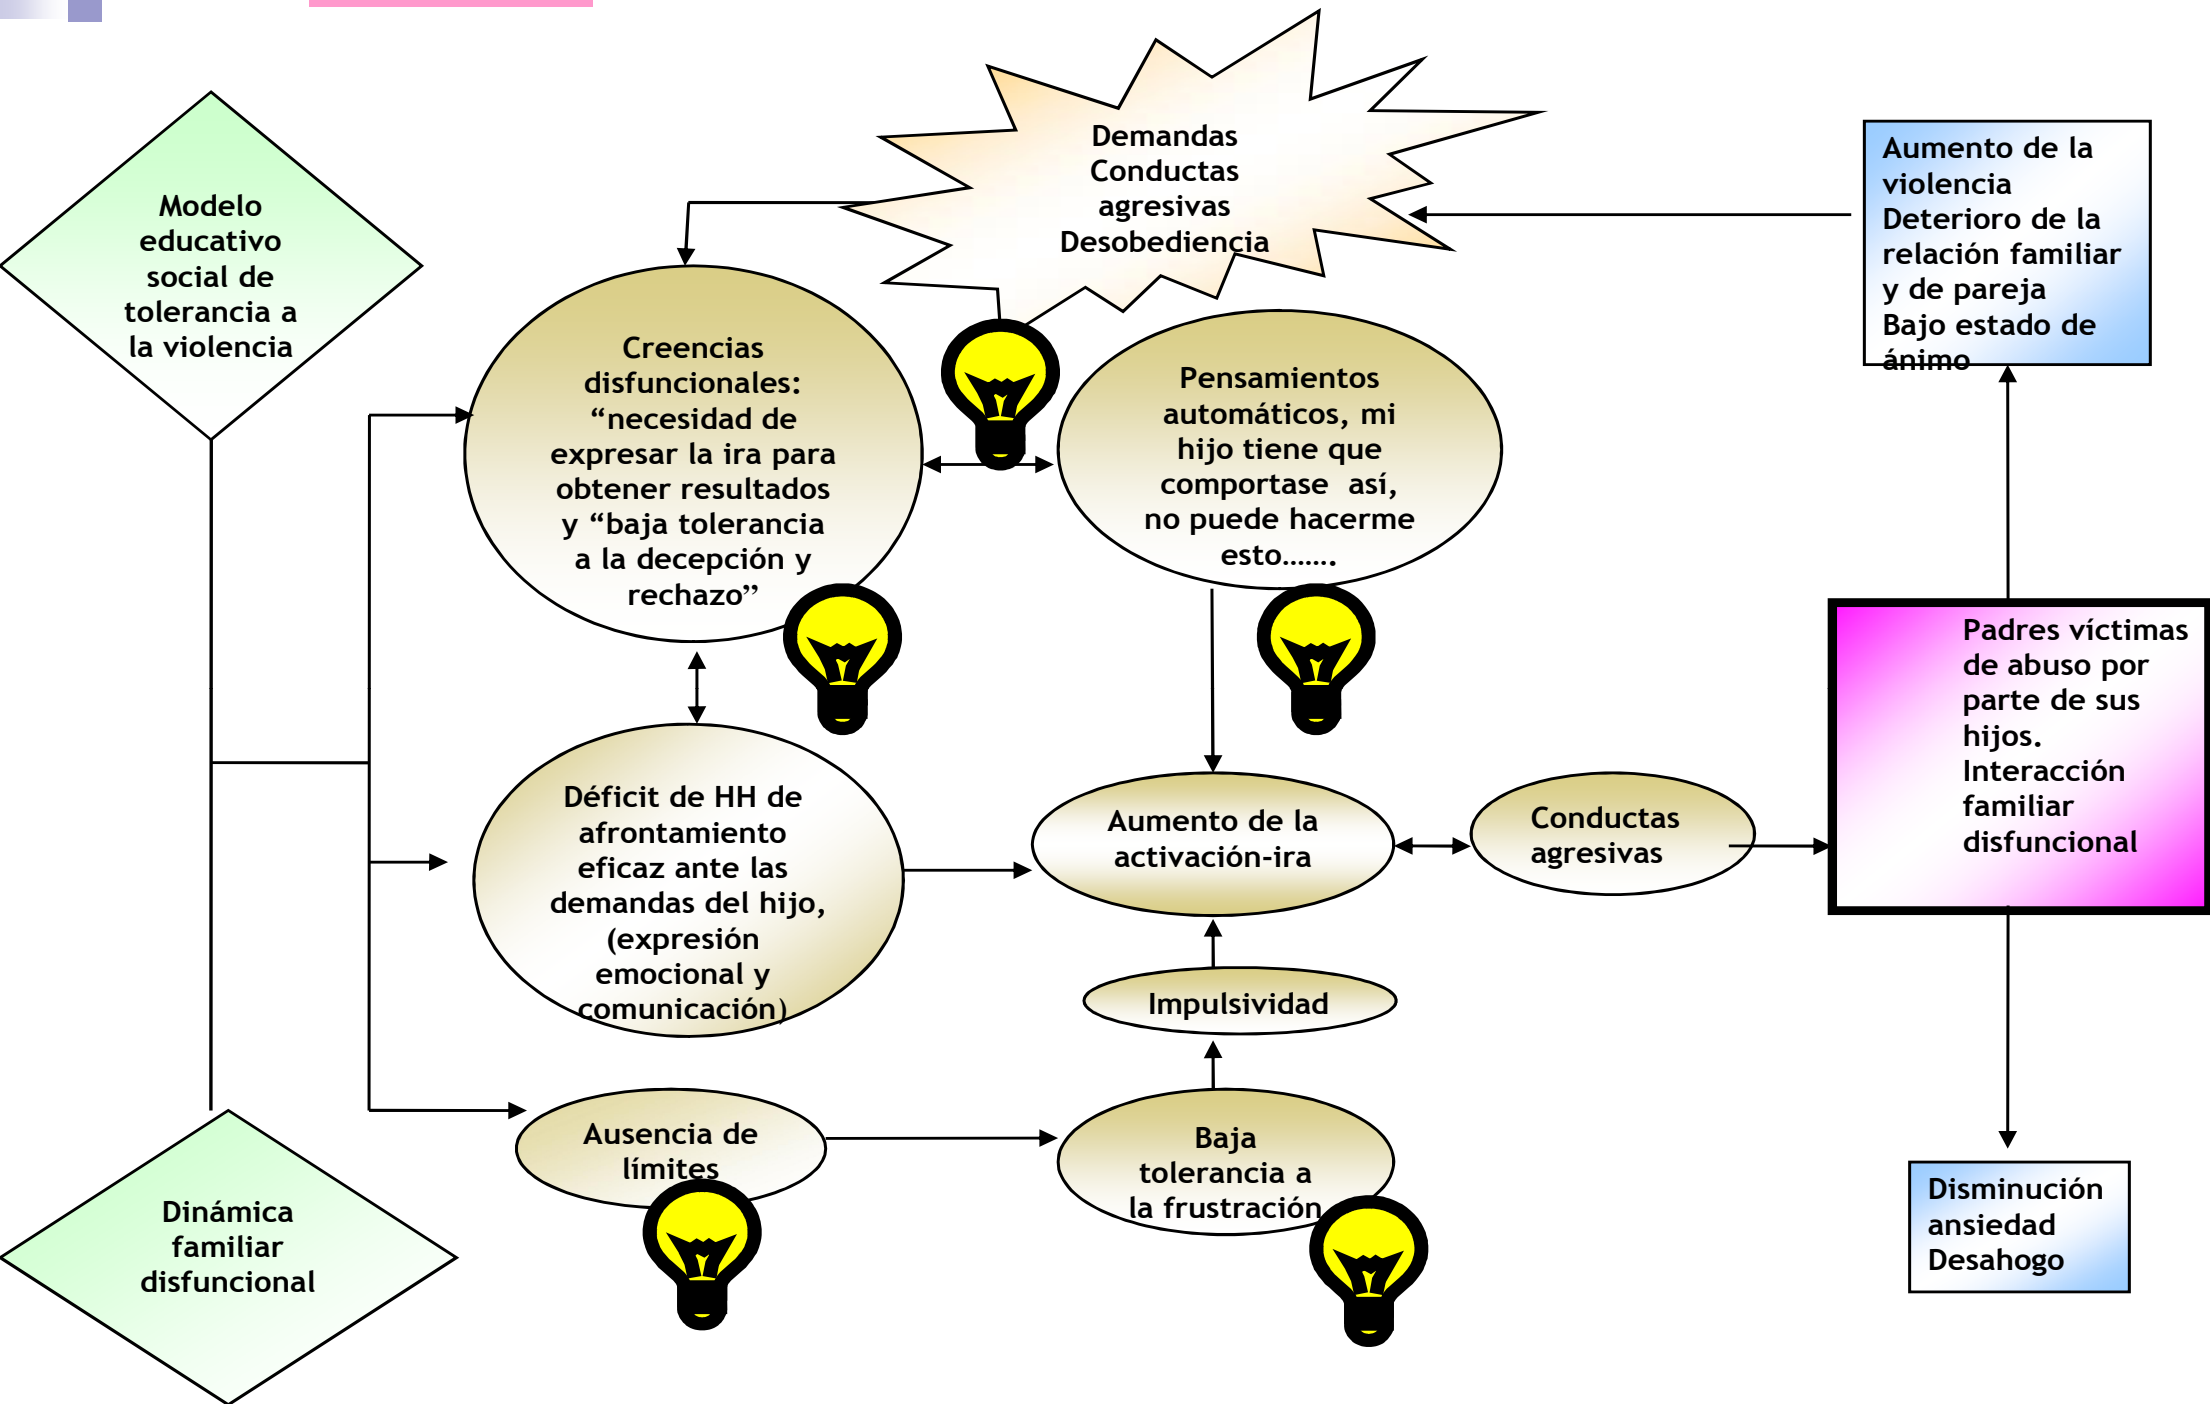 Demandas
Conductas
agresivas
Desobediencia
Aumento de la
violencia
Deterioro de la
relación familiar
y de pareja
Bajo estado de
ánimo
Modelo
educativo
social de
tolerancia a
la violencia
Creencias
disfuncionales:
“necesidad de
expresar la ira para
obtener resultados
y “baja tolerancia
a la decepción y
rechazo”
Pensamientos
automáticos, mi
hijo tiene que
comportase  así,
no puede hacerme
esto…….
Padres víctimas
de abuso por
parte de sus
hijos.
Interacción
familiar
disfuncional
Déficit de HH de
afrontamiento
eficaz ante las
demandas del hijo,
(expresión
emocional y
comunicación)
Aumento de la
activación-ira
Conductas
agresivas
Impulsividad
Ausencia de
límites
Baja
tolerancia a
la frustración
Dinámica
familiar
disfuncional
Disminución
ansiedad
Desahogo